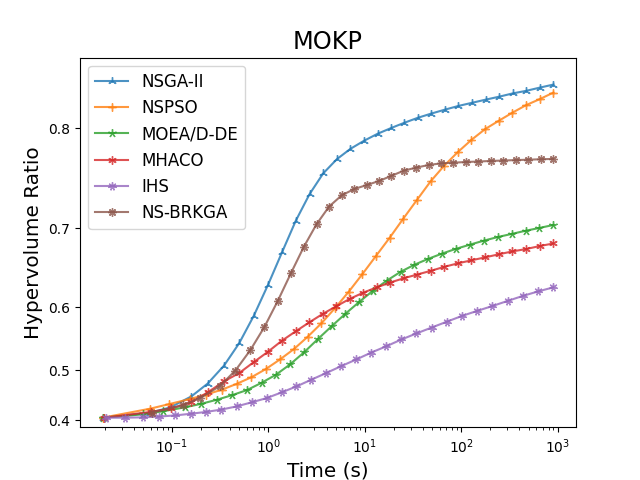 MOKP
NSGA-II
NSPSO
MOEA/D-DE
MHACO
IHS
NS-BRKGA
Hypervolume Ratio
0.8
0.7
0.6
0.5
0.4
10⁻¹ 10⁰ 10¹ 10² 10³
Time (s)